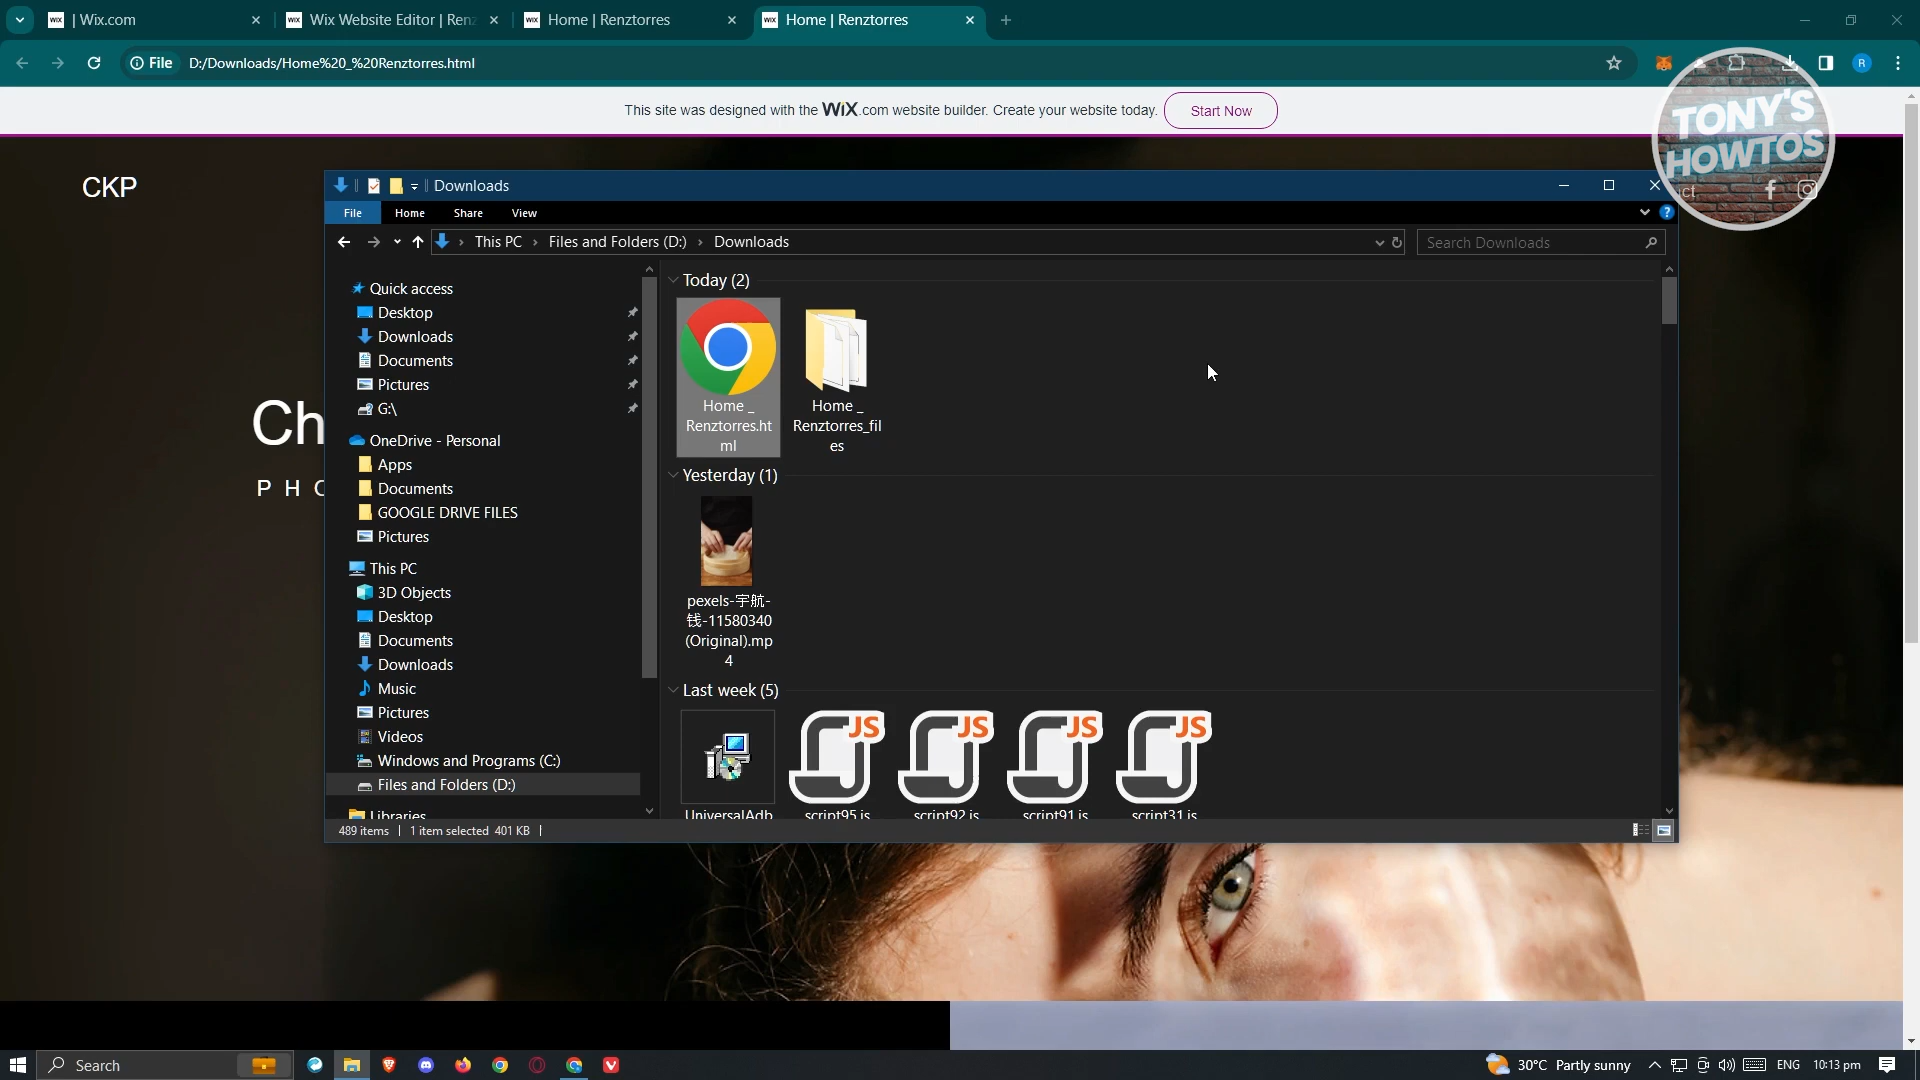 | Wix.com
Wix Website Editor | Renz
Home | Renztorres
Home | Renztorres
File
D:/Downloads/Home%20_%20Renztorres.html
R
This site was designed with the WiX.com website builder. Create your website today.
Start Now
TONY'S
HOWTOS
CKP
Downloads
File
Home
Share
View
This PC
Files and Folders (D:)
Downloads
Search Downloads
Quick access
Desktop
Downloads
Documents
Pictures
G:\
OneDrive - Personal
Apps
Documents
GOOGLE DRIVE FILES
Pictures
This PC
3D Objects
Desktop
Documents
Downloads
Music
Pictures
Videos
Windows and Programs (C:)
Files and Folders (D:)
Libraries
Today (2)
Home _
Renztorres.ht
ml
Home _
Renztorres_fil
es
Yesterday (1)
pexels-宇航-
钱-11580340
(Original).mp
4
Last week (5)
UniversalAdb
JS
script95.js
JS
script92.js
JS
script91.js
JS
script31.js
489 items
1 item selected 401 KB
Ch
PHO
Search
30°C Partly sunny
ENG
10:13 pm